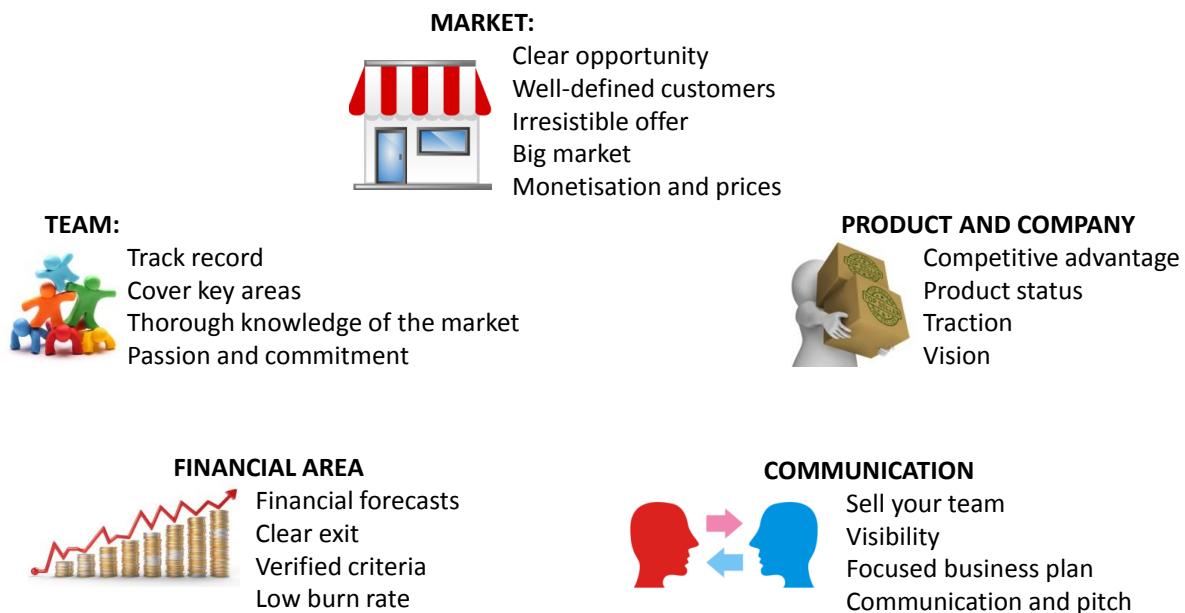 MARKET:
Clear opportunity
Well-defined customers
Irresistible offer
Big market
Monetisation and prices
TEAM:
Track record
Cover key areas
Thorough knowledge of the market
Passion and commitment
PRODUCT AND COMPANY
Competitive advantage
Product status
Traction
Vision
FINANCIAL AREA
Financial forecasts
Clear exit
Verified criteria
Low burn rate
COMMUNICATION
Sell your team
Visibility
Focused business plan
Communication and pitch